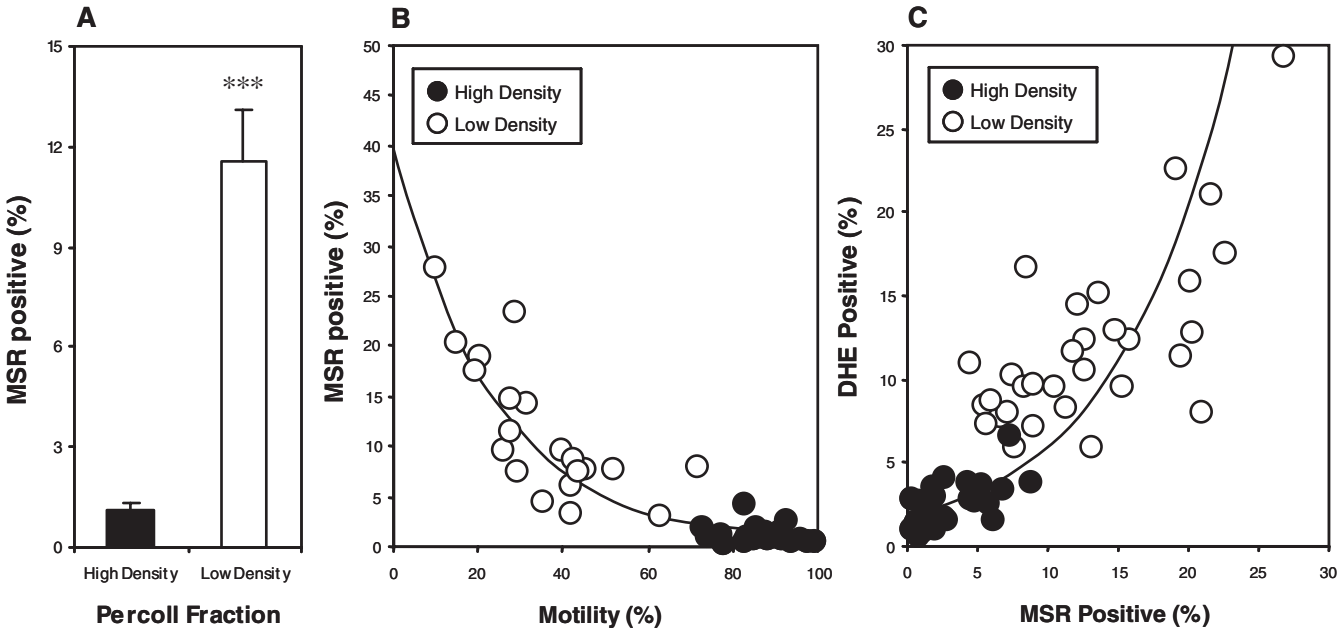 A
15
12
9
6
3
0
MSR positive (%)
***
High Density
Low Density
Percoll Fraction
B
50
45
40
35
30
25
20
15
10
5
0
MSR positive (%)
High Density
Low Density
0
20
40
60
80
100
Motility (%)
C
30
25
20
15
10
5
0
DHE Positive (%)
High Density
Low Density
0
5
10
15
20
25
30
MSR Positive (%)